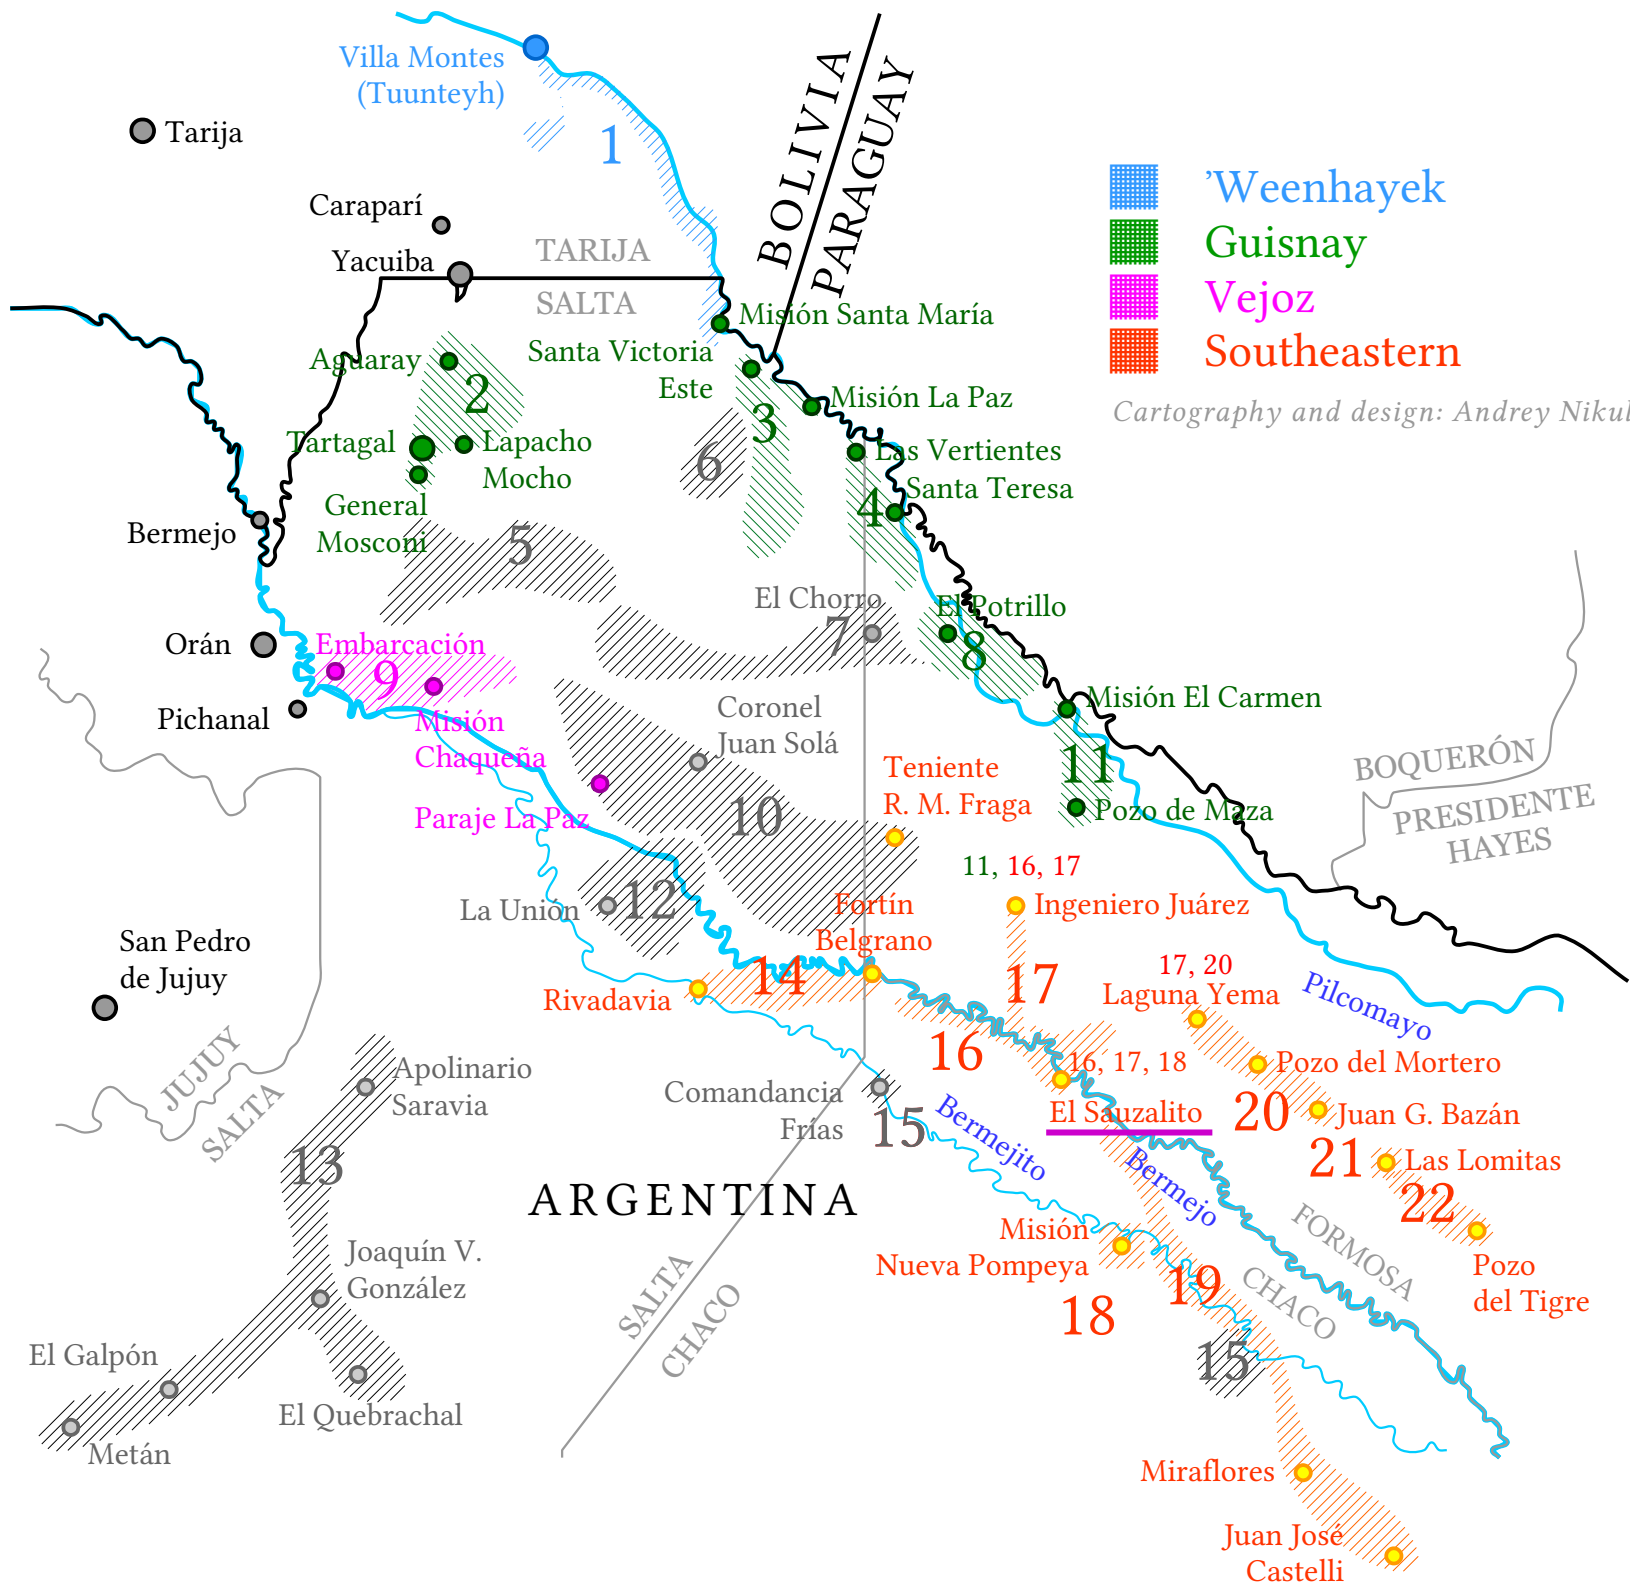 Villa Montes
(Tuunteyh)
Tarija
1
BOLIVIA
PARAGUAY
'Weenhayek
Guisnay
Vejoz
Southeastern
Cartography and design: Andrey Nikul
Caraparí
Yacuiba
TARIJA
SALTA
Misión Santa María
Santa Victoria
Este
Aguaray
2
3
Misión La Paz
Tartagal
Lapacho
Mocho
6
Las Vertientes
General
Mosconi
4
Santa Teresa
Bermejo
5
El Chorro
7
El Potrillo
8
Orán
Embarcación
9
Pichanal
Misión
Chaqueña
Coronel
Juan Solá
Misión El Carmen
11
Pozo de Maza
BOQUERÓN
PRESIDENTE
HAYES
Teniente
R. M. Fraga
Paraje La Paz
10
11, 16, 17
Ingeniero Juárez
12
La Unión
Fortín
Belgrano
San Pedro
de Jujuy
14
Rivadavia
17
17, 20
Laguna Yema
Pilcomayo
16
16, 17, 18
Pozo del Mortero
JUJUY
SALTA
Apolinario
Saravia
Comandancia
Frías
15
Bermejito
El Sauzalito
20
Juan G. Bazán
13
21
Las Lomitas
ARGENTINA
Bermejo
22
FORMOSA
CHACO
Misión
Nueva Pompeya
Joaquín V.
González
SALTA
CHACO
19
18
Pozo
del Tigre
El Galpón
15
El Quebrachal
Metán
Miraflores
Juan José
Castelli